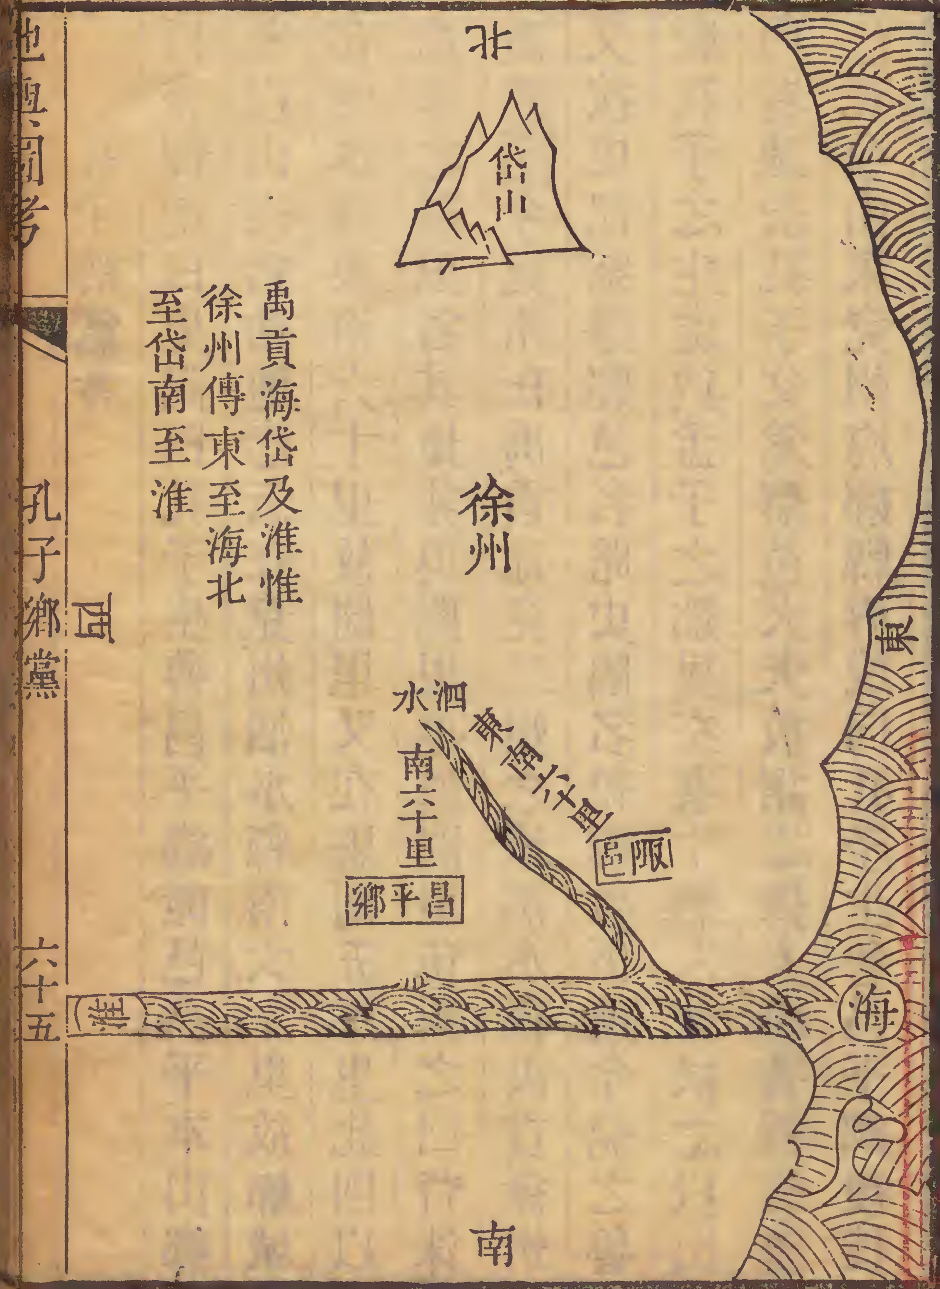 北
岱山
禹貢海岱及淮惟
徐州傳東至海北
至岱南至淮
徐州
東
西
泗水
東南六十里
南六十里
陬邑
昌平鄉
淮
海
南
地輿圖考
孔子鄉黨
六十五